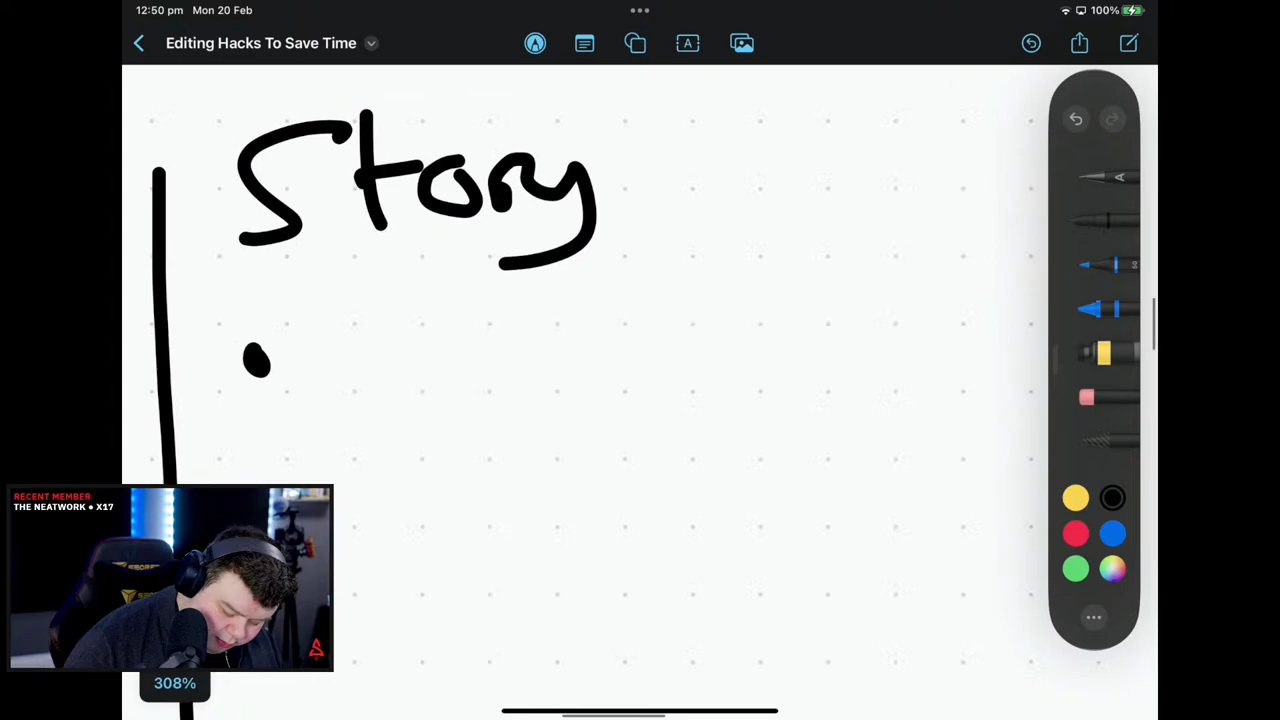 12:50 pm Mon 20 Feb
100%
Editing Hacks To Save Time
A
A
50
Story
•
RECENT MEMBER
THE NEATWORK ● X17
308%